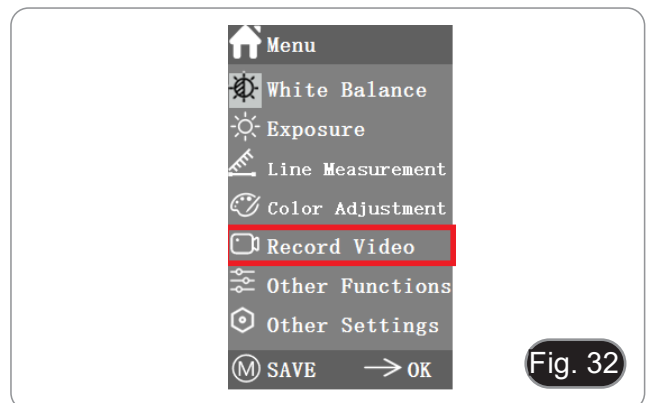 Menu
White Balance
Exposure
Line Measurement
Color Adjustment
Record Video
Other Functions
Other Settings
M SAVE → OK
Fig. 32